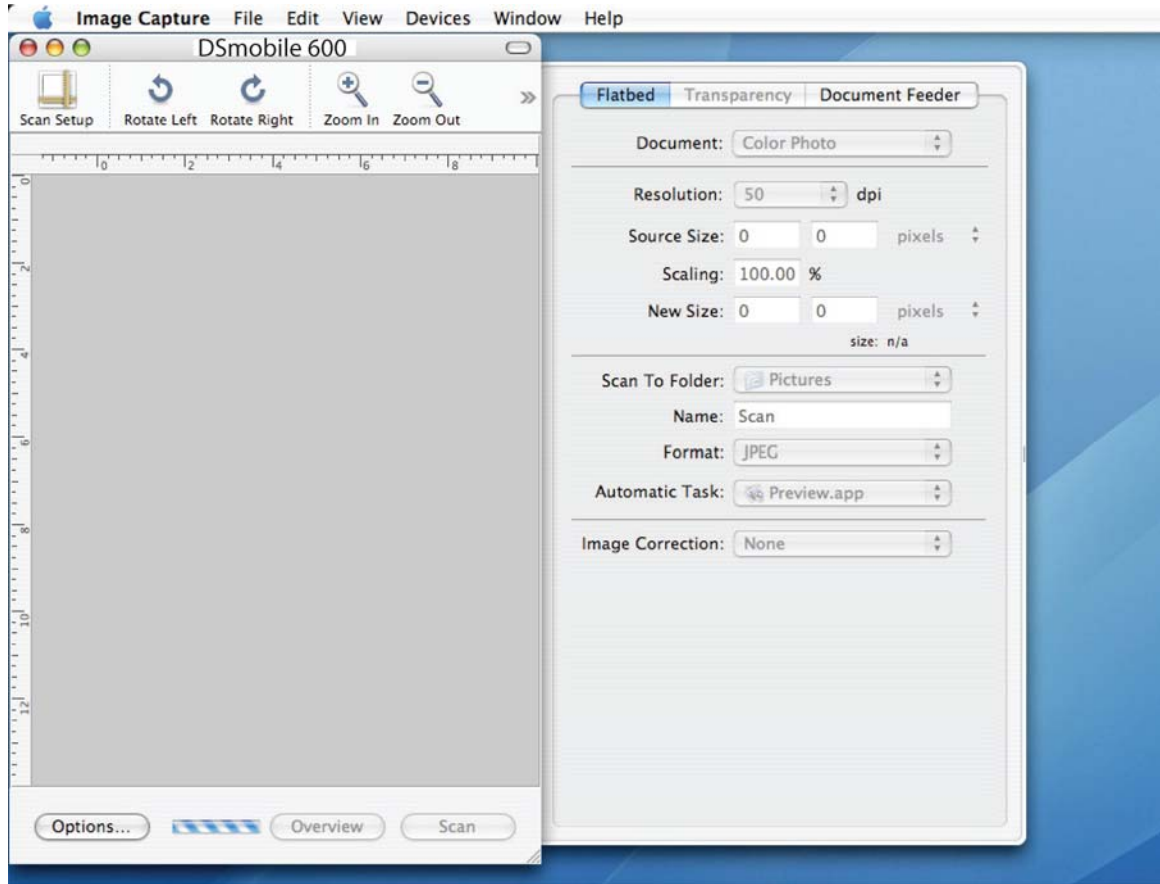 Image Capture File Edit View Devices Window Help
DSmobile 600
Scan Setup Rotate Left Rotate Right Zoom In Zoom Out »
0 2 4 6 8
0
2
4
6
8
10
12
Options... Overview Scan
Flatbed Transparency Document Feeder
Document: Color Photo
Resolution: 50 dpi
Source Size: 0 0 pixels
Scaling: 100.00 %
New Size: 0 0 pixels
size: n/a
Scan To Folder: Pictures
Name: Scan
Format: JPEG
Automatic Task: Preview.app
Image Correction: None